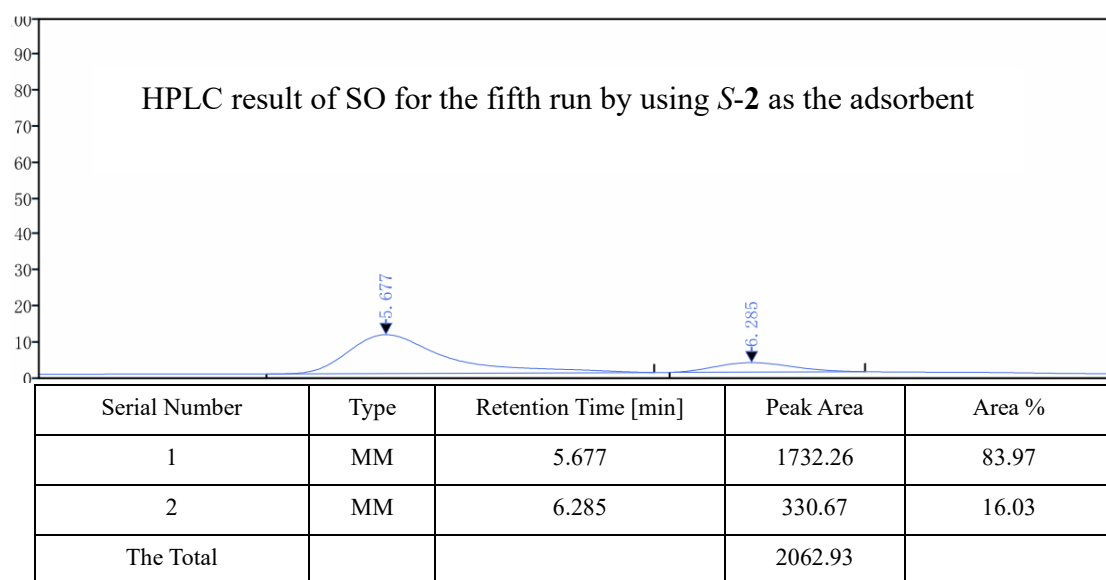 00
90
HPLC result of SO for the fifth run by using S-2 as the adsorbent
80
70
60
50
40
30
20
10
0
5.677
6.285
Serial Number Type Retention Time [min] Peak Area Area %
1 MM 5.677 1732.26 83.97
2 MM 6.285 330.67 16.03
The Total 2062.93